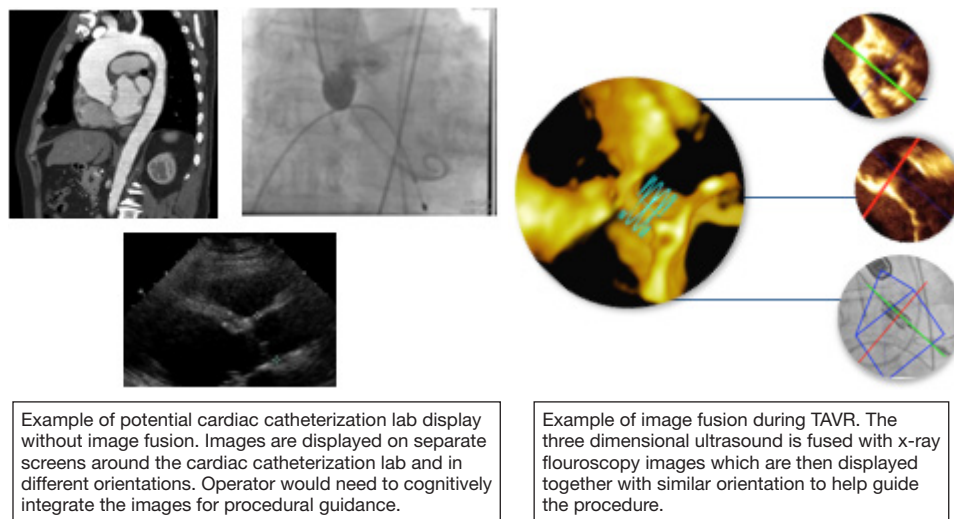 Example of potential cardiac catheterization lab display
without image fusion. Images are displayed on separate
screens around the cardiac catheterization lab and in
different orientations. Operator would need to cognitively
integrate the images for procedural guidance.
Example of image fusion during TAVR. The
three dimensional ultrasound is fused with x-ray
flouroscopy images which are then displayed
together with similar orientation to help guide
the procedure.